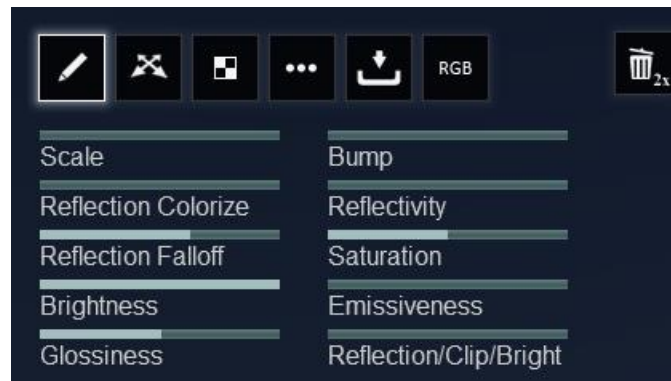 RGB
2x
Scale
Bump
Reflection Colorize
Reflectivity
Reflection Falloff
Saturation
Brightness
Emissiveness
Glossiness
Reflection/Clip/Bright